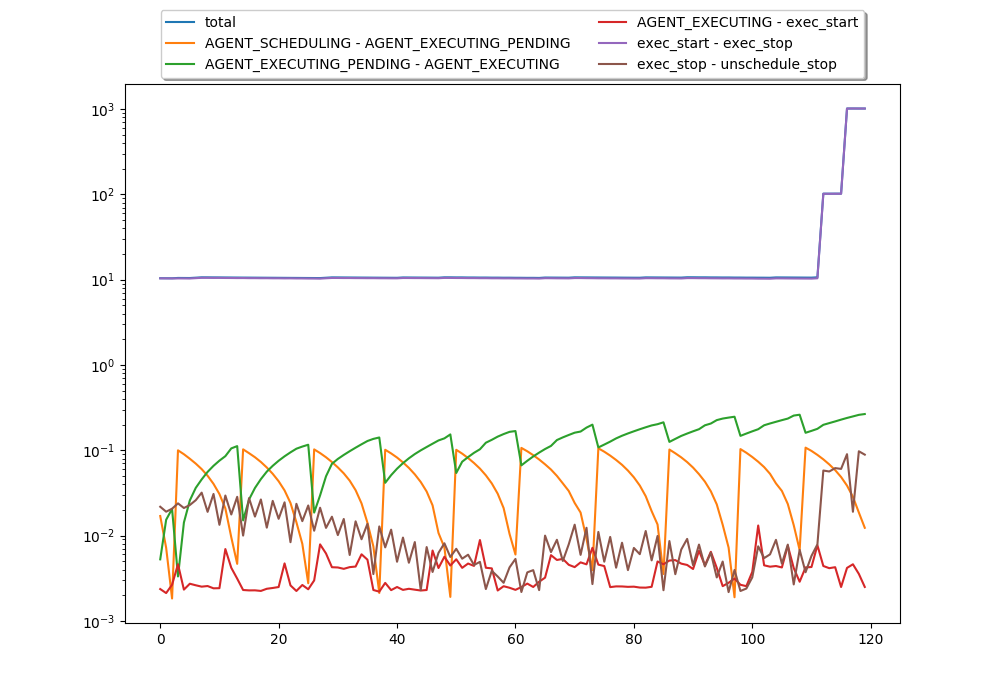 total
AGENT_SCHEDULING - AGENT_EXECUTING_PENDING
AGENT_EXECUTING_PENDING - AGENT_EXECUTING
AGENT_EXECUTING - exec_start
exec_start - exec_stop
exec_stop - unschedule_stop
10³
10²
10¹
10⁰
10⁻¹
10⁻²
10⁻³
0 20 40 60 80 100 120